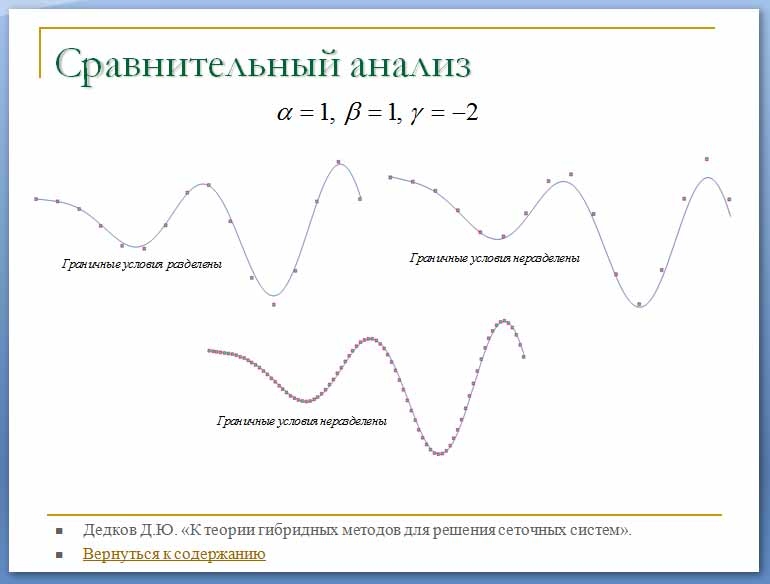 Сравнительный анализ
α = 1, β = 1, γ = −2
Граничные условия разделены
Граничные условия неразделены
Граничные условия неразделены
Дедков Д.Ю. «К теории гибридных методов для решения сеточных систем».
Вернуться к содержанию